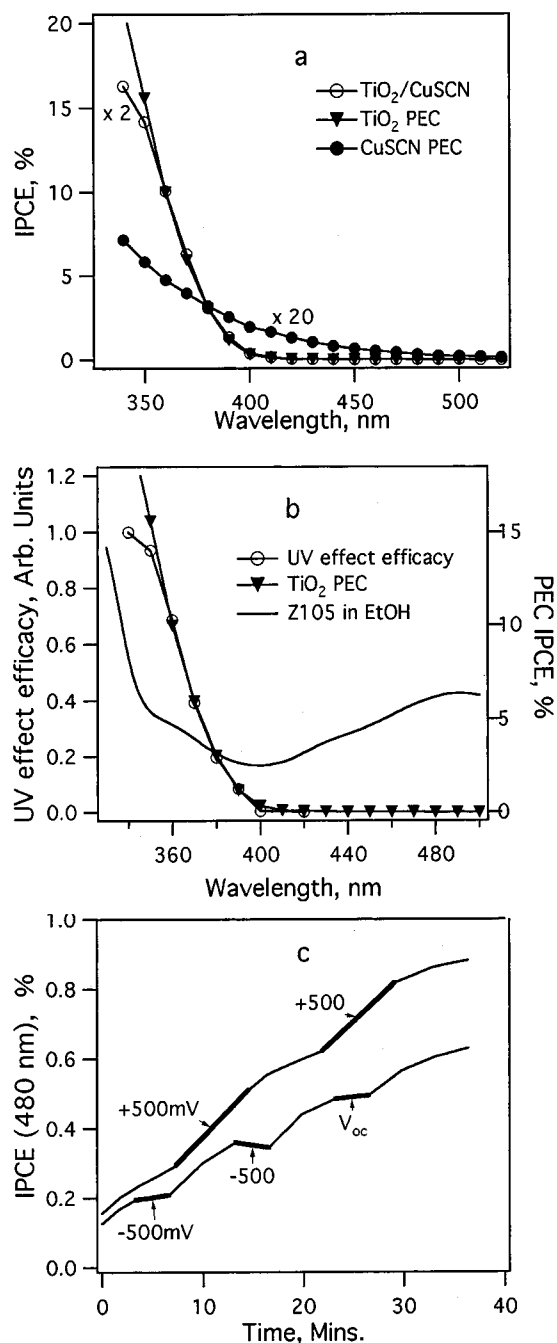 a
20
15
10
5
0
IPCE, %
x 2
x 20
TiO2/CuSCN
TiO2 PEC
CuSCN PEC
350
400
450
500
Wavelength, nm
b
1.2
1.0
0.8
0.6
0.4
0.2
0.0
UV effect efficacy, Arb. Units
UV effect efficacy
TiO2 PEC
Z105 in EtOH
15
10
5
0
PEC IPCE, %
360
400
440
480
Wavelength, nm
c
1.0
0.8
0.6
0.4
0.2
0.0
IPCE (480 nm), %
+500
+500mV
Voc
-500
-500mV
0
10
20
30
40
Time, Mins.